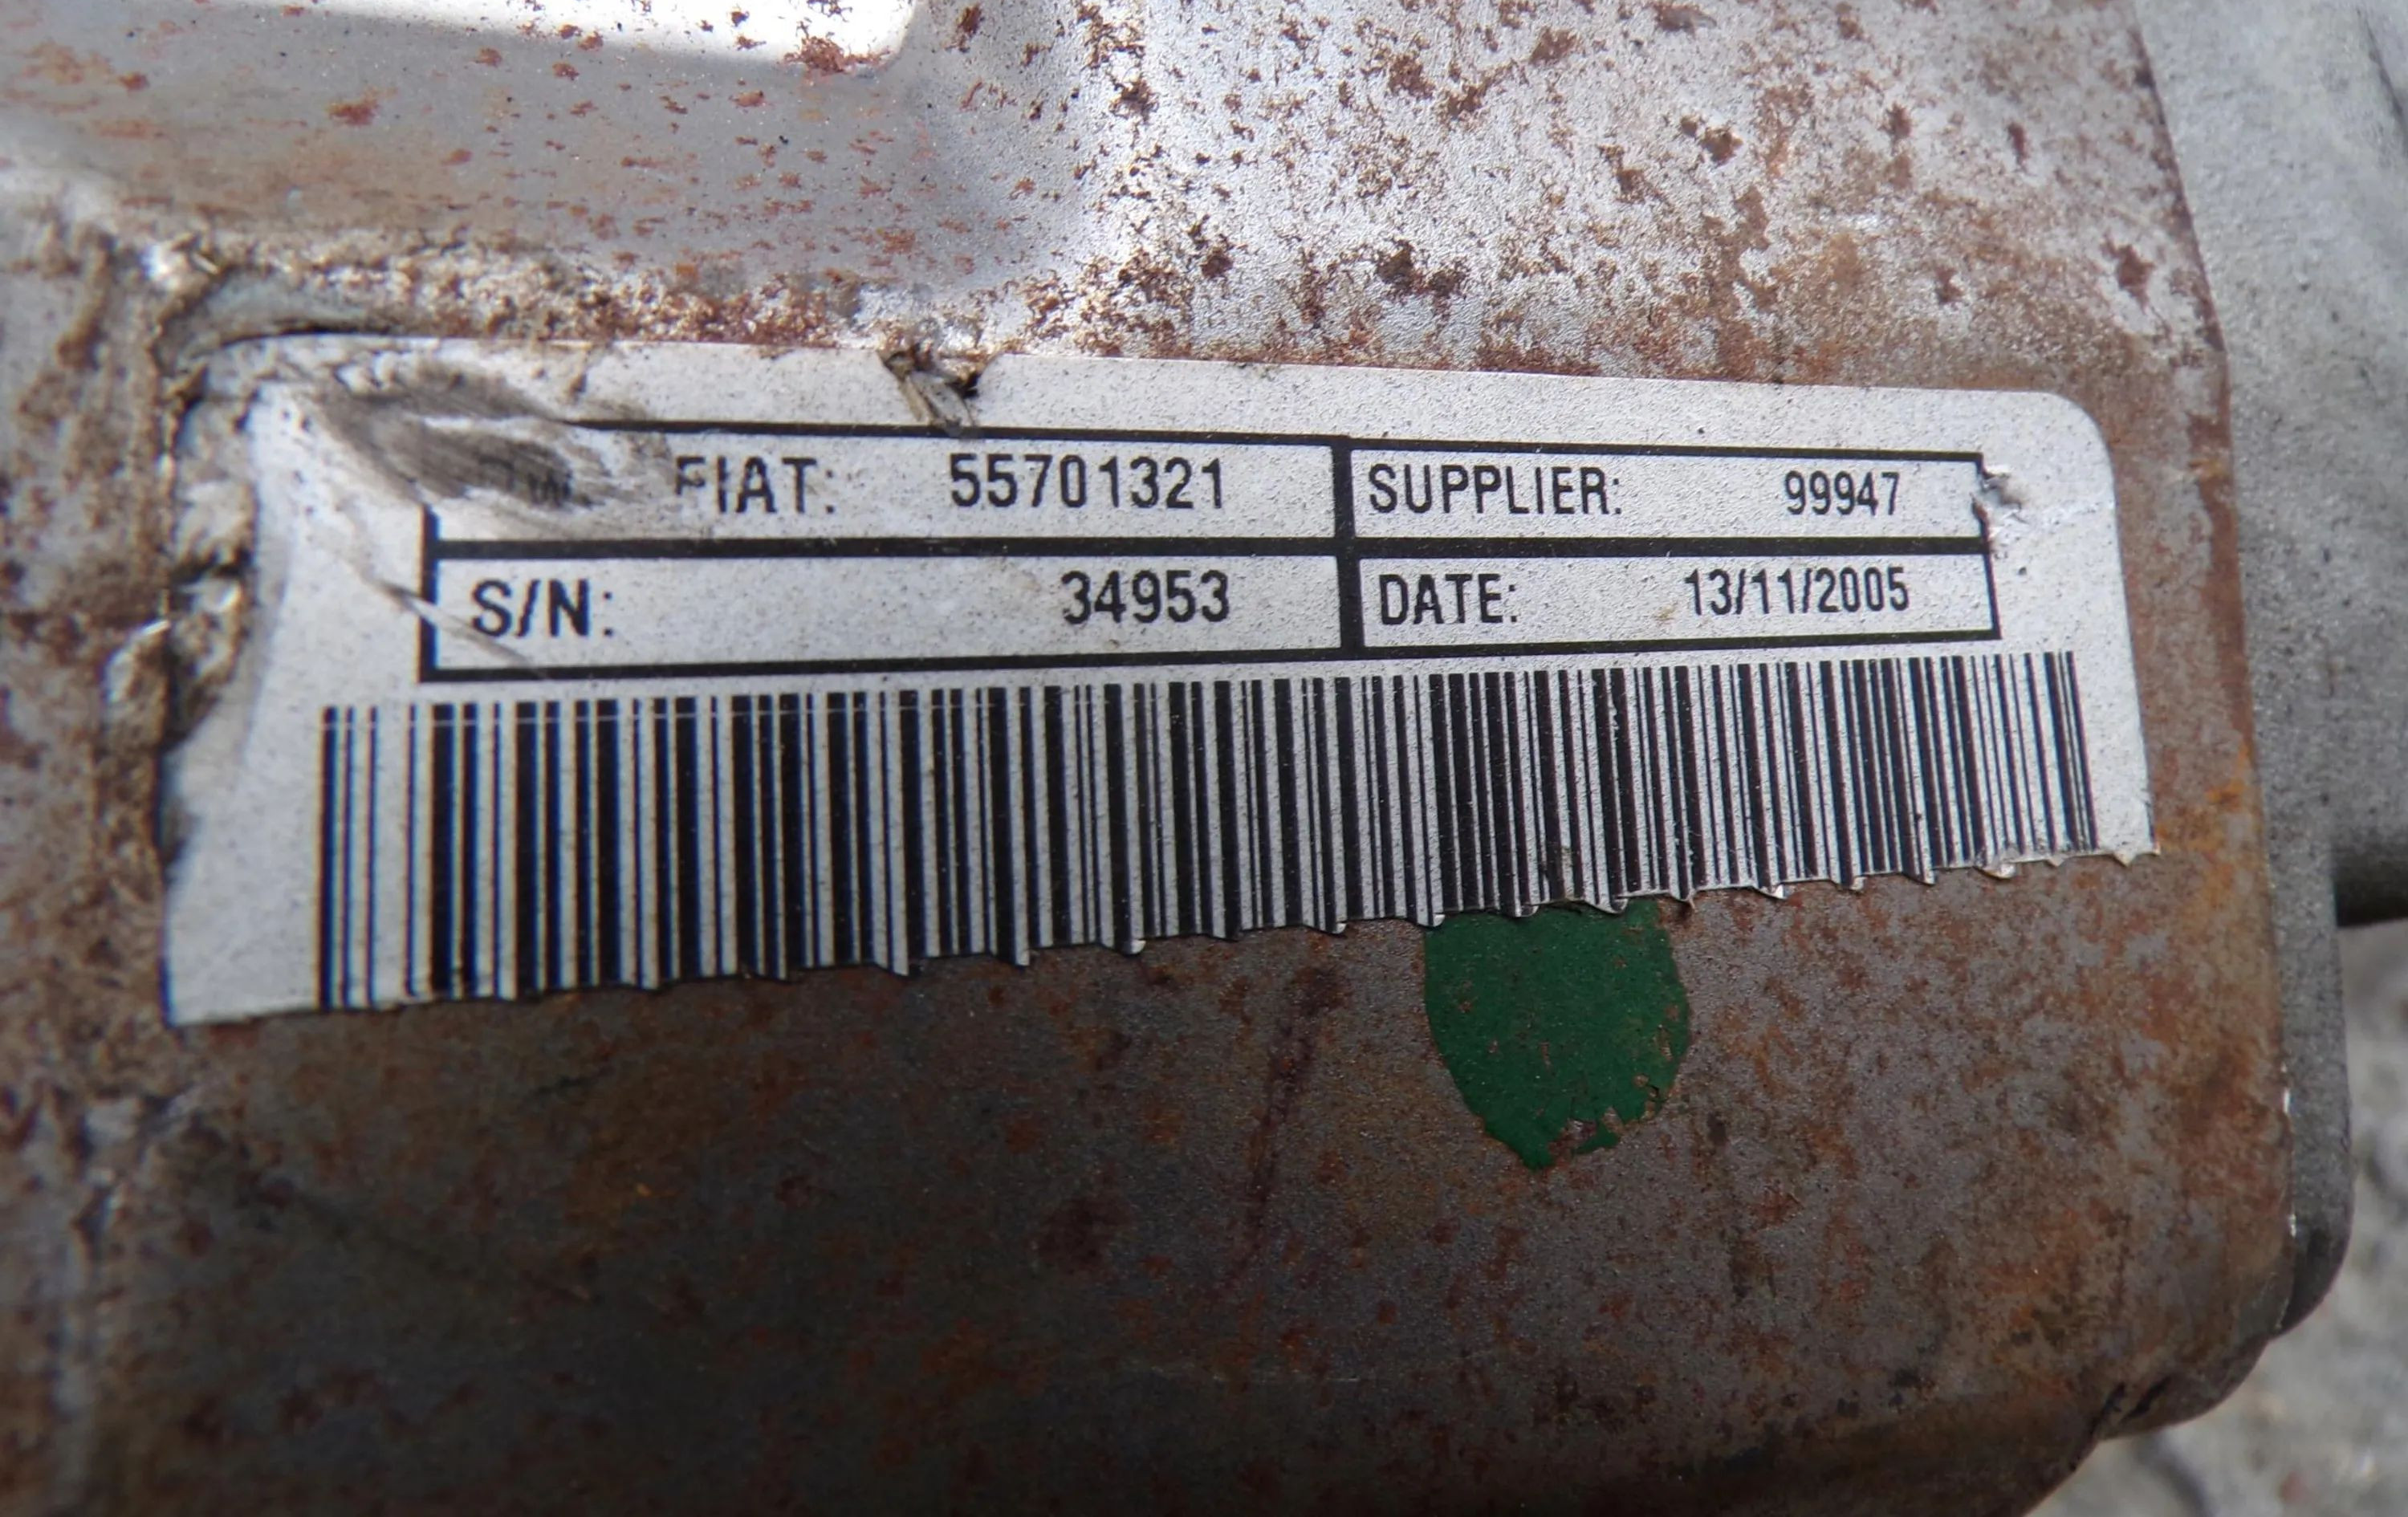 FIAT: 55701321 SUPPLIER: 99947
S/N: 34953 DATE: 13/11/2005